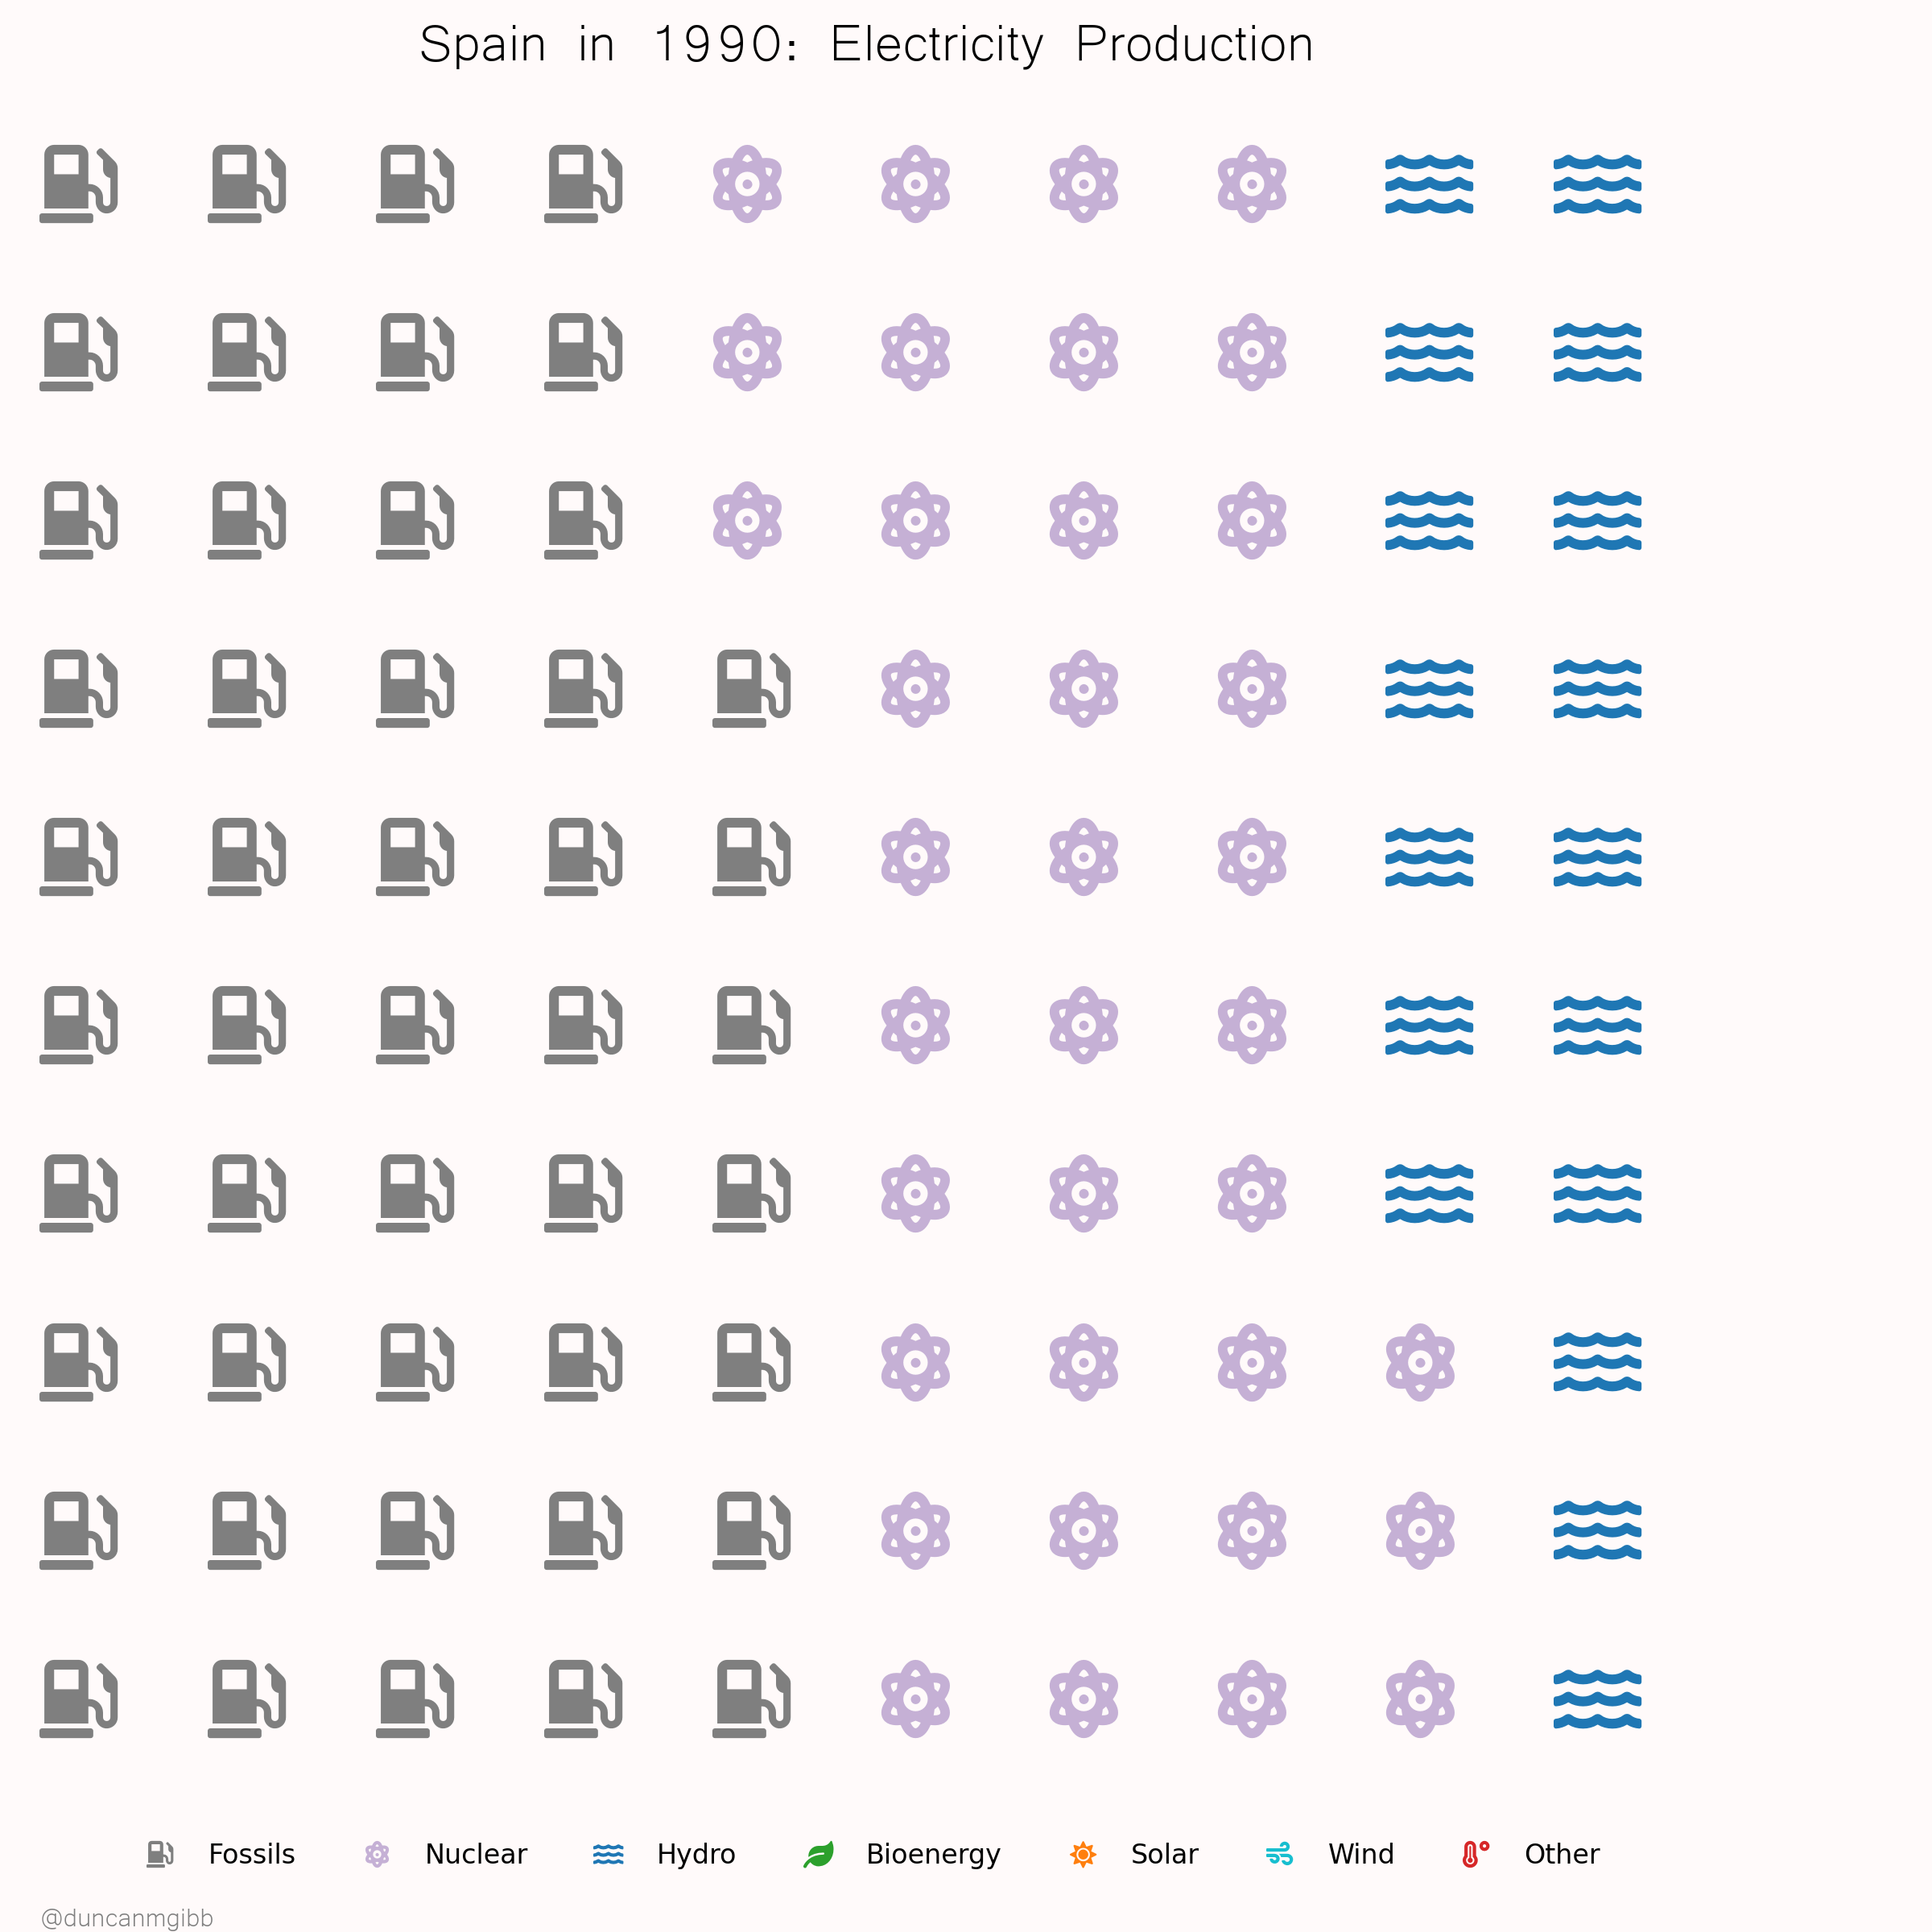 Spain in 1990: Electricity Production
Fossils Nuclear Hydro Bioenergy Solar Wind Other
@duncanmgibb